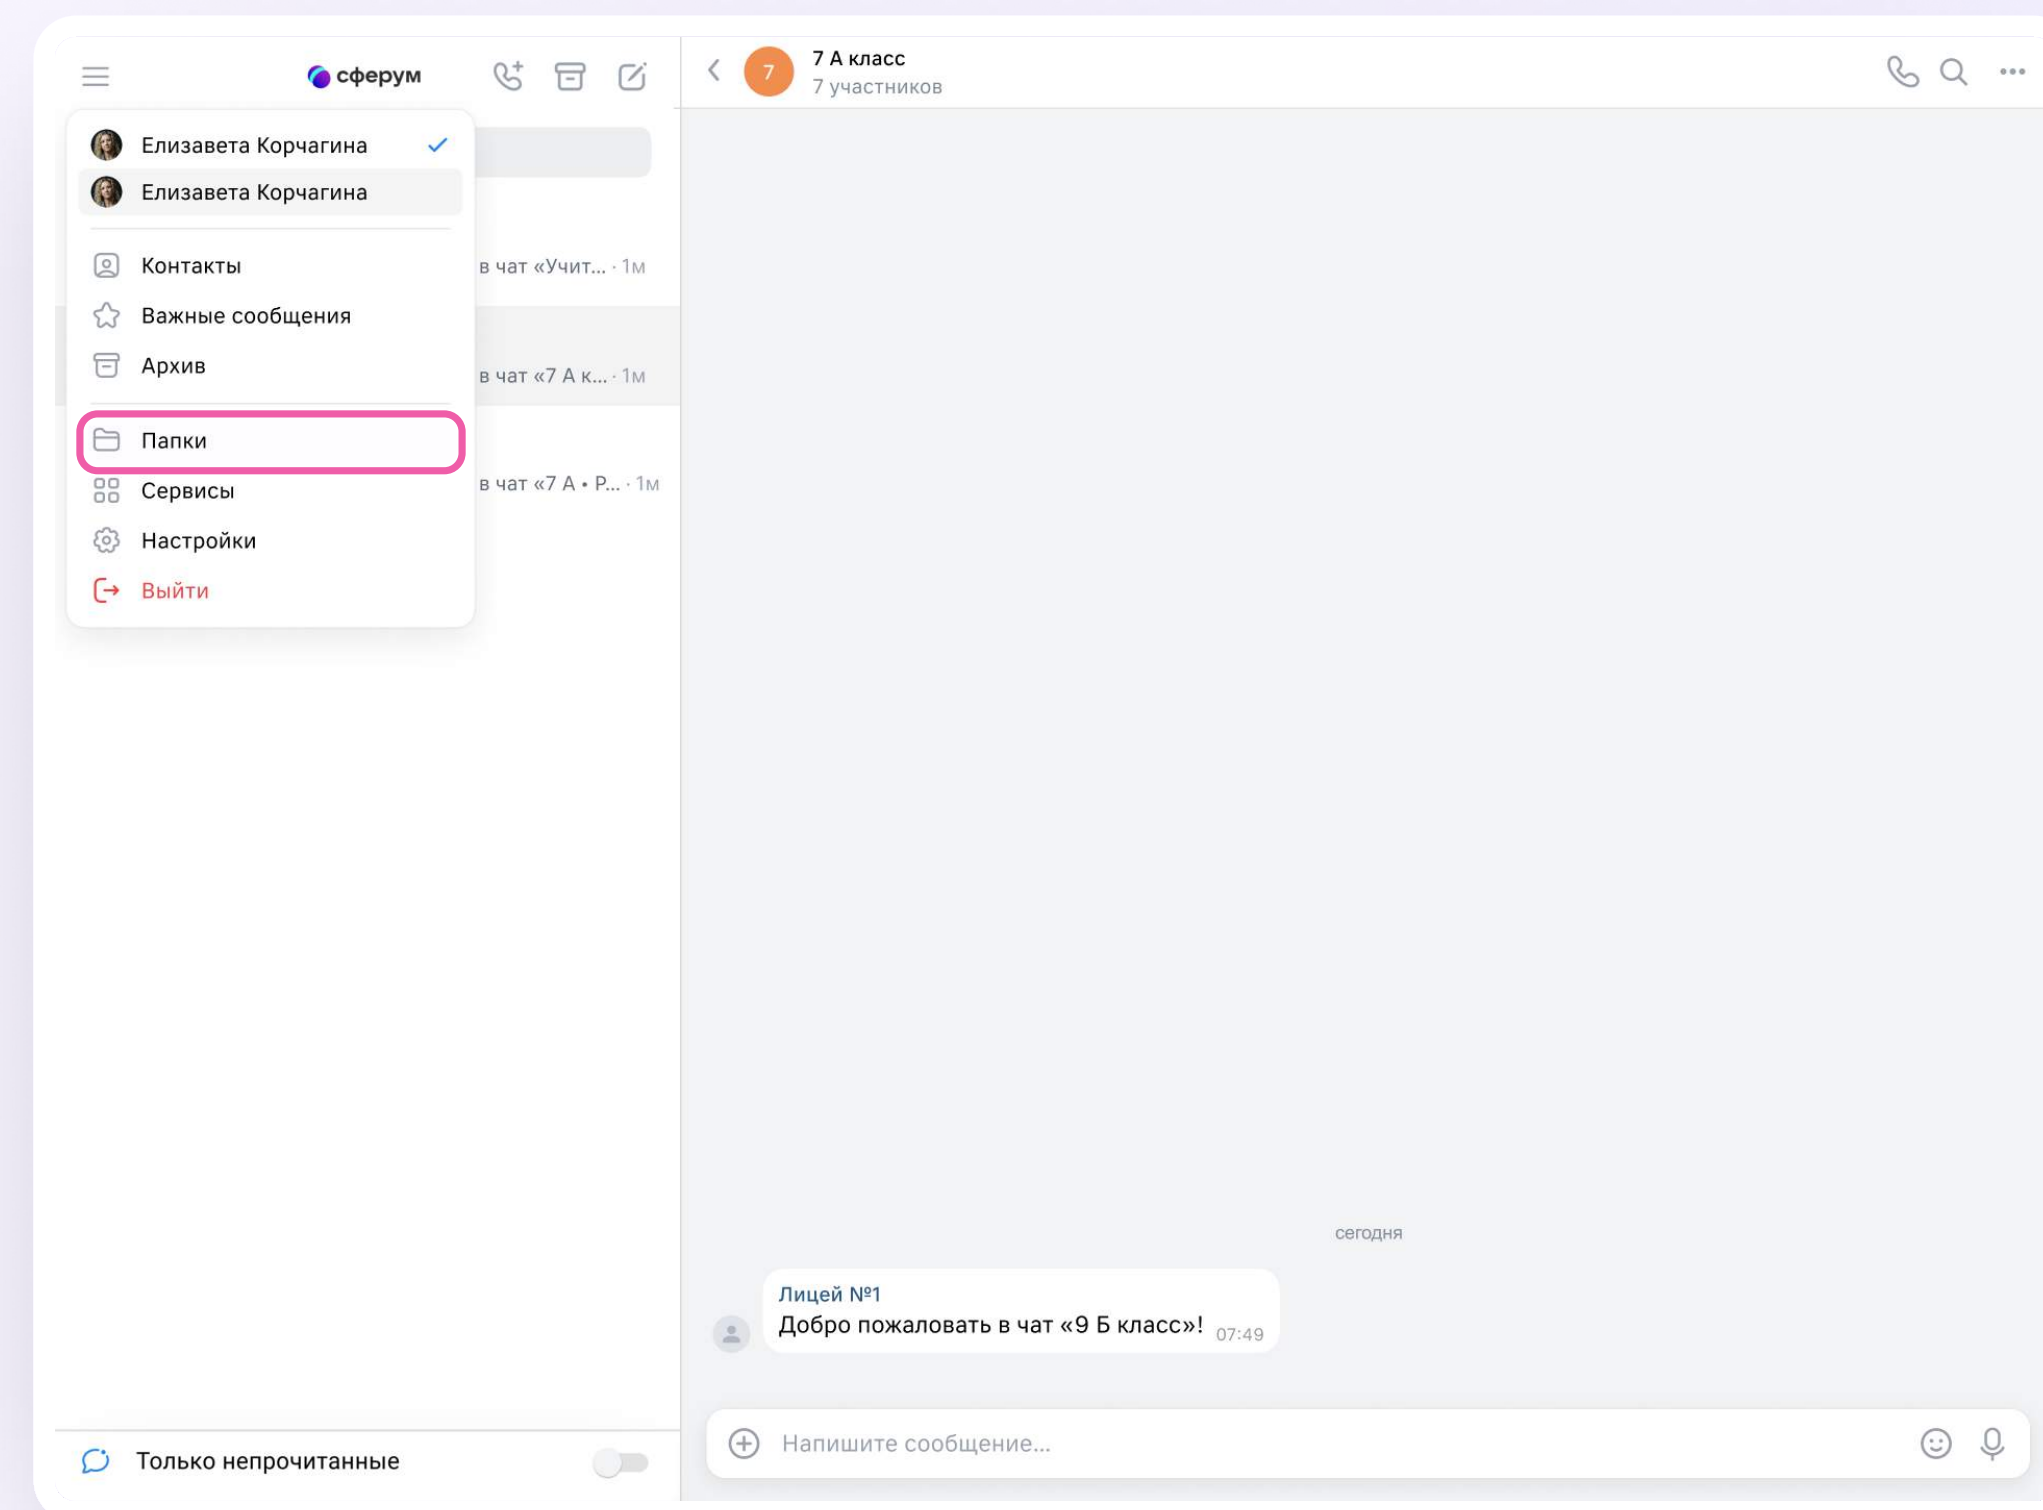 сферум
Елизавета Корчагина
Елизавета Корчагина
Контакты
Важные сообщения
Архив
Папки
Сервисы
Настройки
Выйти
в чат «Учит... · 1м
в чат «7 А к... · 1м
в чат «7 А • Р... · 1м
Только непрочитанные
7
7 А класс
7 участников
сегодня
Лицей №1
Добро пожаловать в чат «9 Б класс»! 07:49
Напишите сообщение...